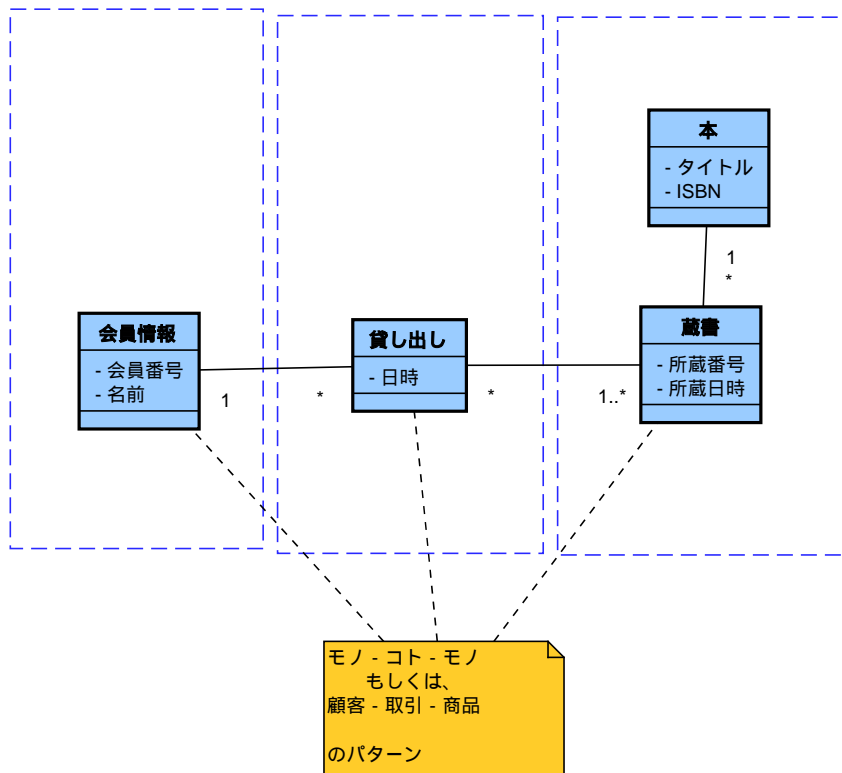 本
- タイトル
- ISBN
1
*
会員情報
- 会員番号
- 名前
1
*
貸し出し
- 日時
*
1..*
蔵書
- 所蔵番号
- 所蔵日時
モノ - コト - モノ
もしくは、
顧客 - 取引 - 商品
のパターン